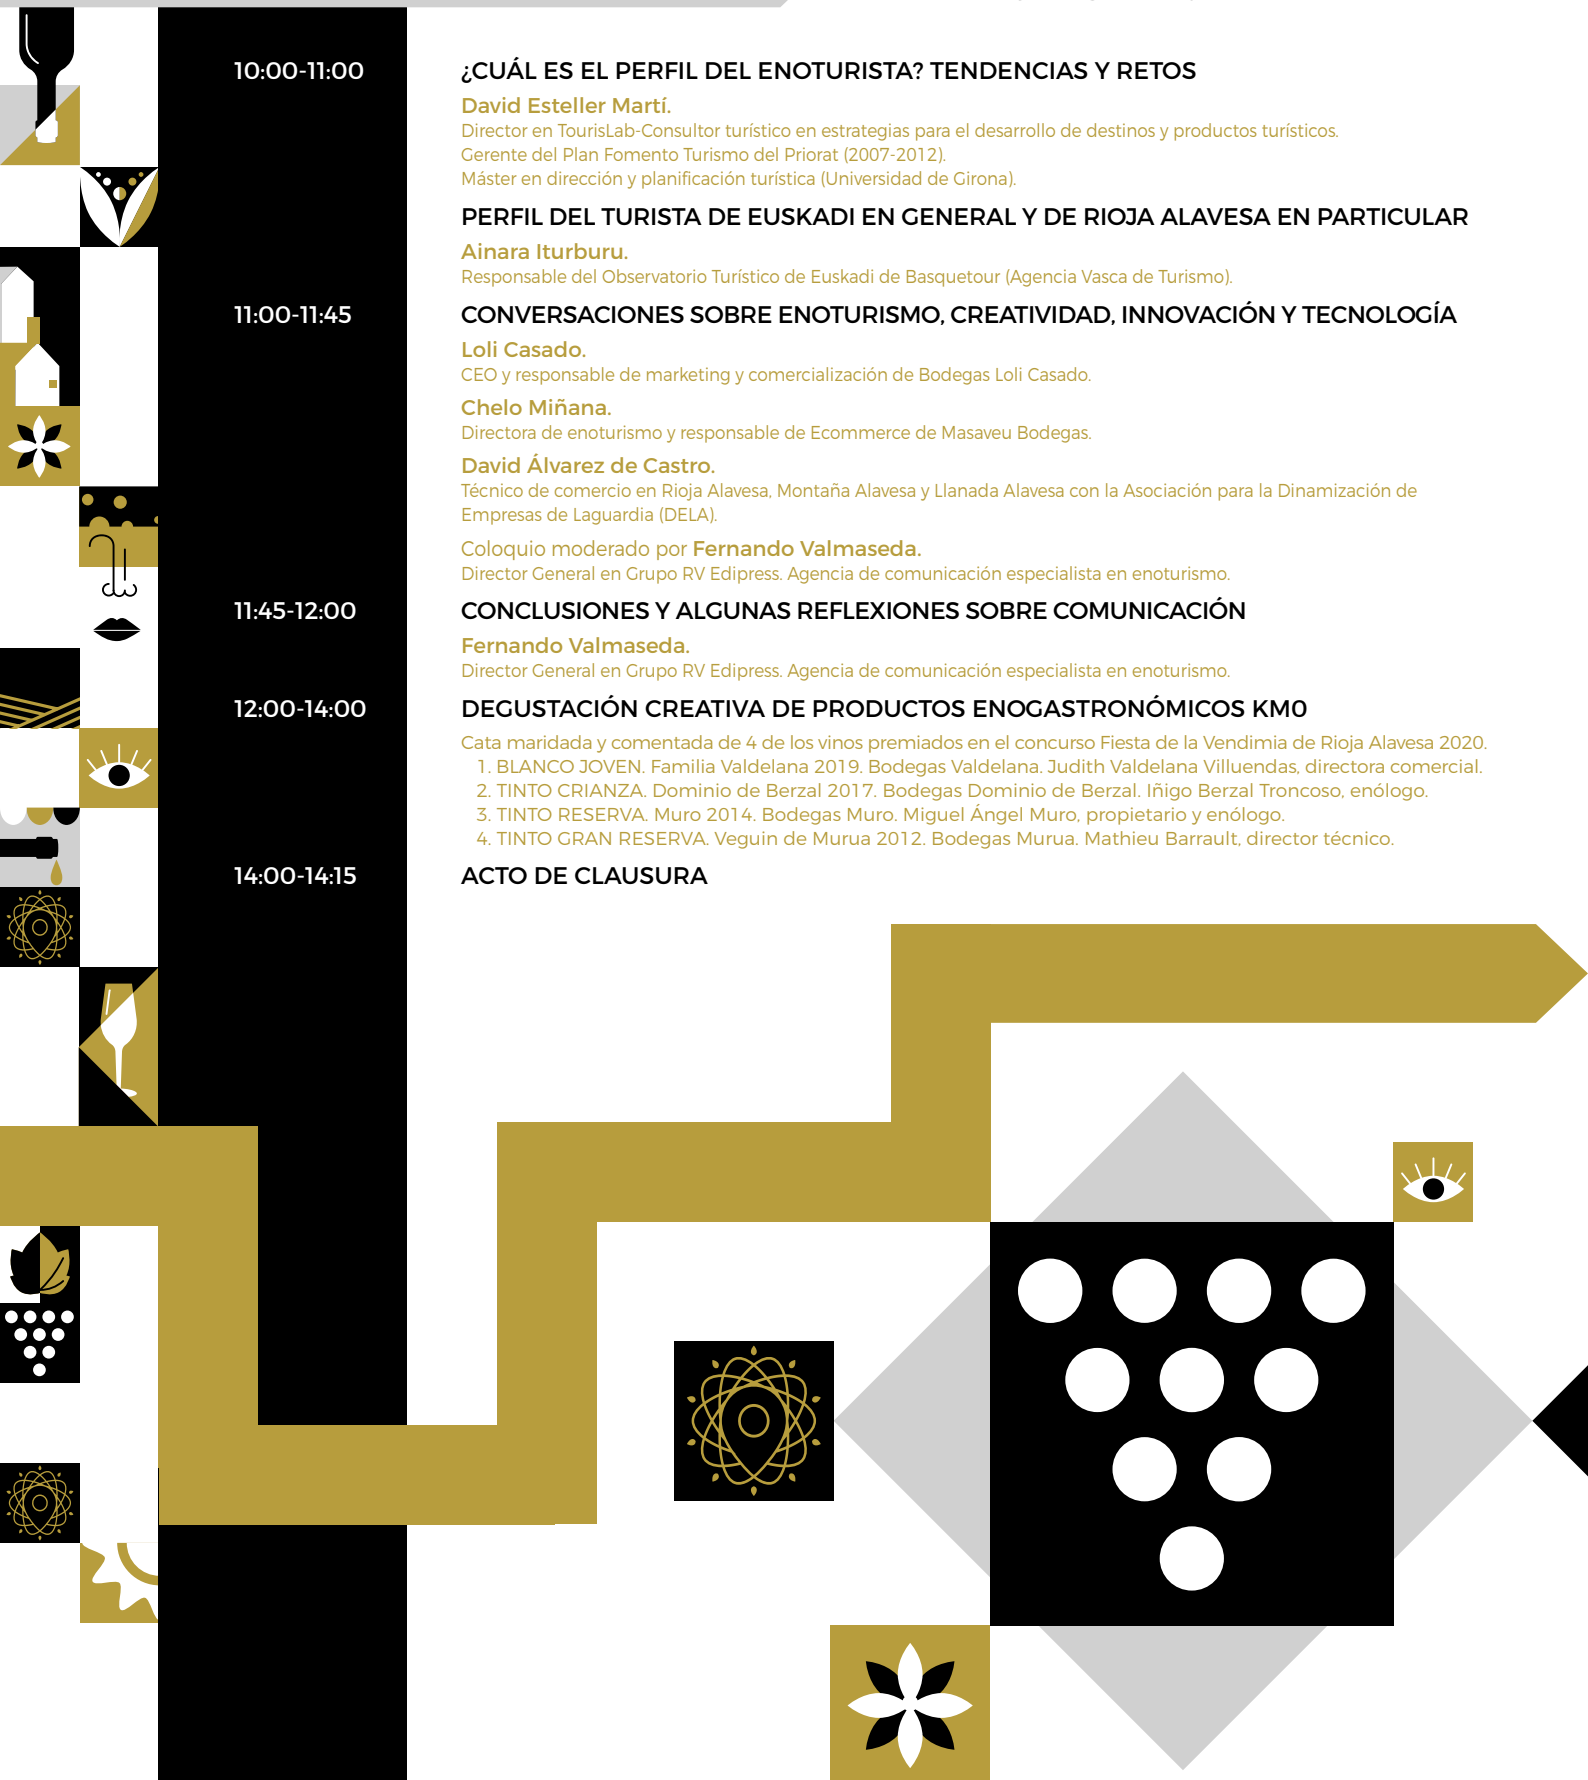 10:00-11:00
¿CUÁL ES EL PERFIL DEL ENOTURISTA? TENDENCIAS Y RETOS
David Esteller Martí.
Director en TourisLab-Consultor turístico en estrategias para el desarrollo de destinos y productos turísticos.
Gerente del Plan Fomento Turismo del Priorat (2007-2012).
Máster en dirección y planificación turística (Universidad de Girona).
PERFIL DEL TURISTA DE EUSKADI EN GENERAL Y DE RIOJA ALAVESA EN PARTICULAR
Ainara Iturburu.
Responsable del Observatorio Turístico de Euskadi de Basquetour (Agencia Vasca de Turismo).
11:00-11:45
CONVERSACIONES SOBRE ENOTURISMO, CREATIVIDAD, INNOVACIÓN Y TECNOLOGÍA
Loli Casado.
CEO y responsable de marketing y comercialización de Bodegas Loli Casado.
Chelo Miñana.
Directora de enoturismo y responsable de Ecommerce de Masaveu Bodegas.
David Álvarez de Castro.
Técnico de comercio en Rioja Alavesa, Montaña Alavesa y Llanada Alavesa con la Asociación para la Dinamización de
Empresas de Laguardia (DELA).
Coloquio moderado por Fernando Valmaseda.
Director General en Grupo RV Edipress. Agencia de comunicación especialista en enoturismo.
11:45-12:00
CONCLUSIONES Y ALGUNAS REFLEXIONES SOBRE COMUNICACIÓN
Fernando Valmaseda.
Director General en Grupo RV Edipress. Agencia de comunicación especialista en enoturismo.
12:00-14:00
DEGUSTACIÓN CREATIVA DE PRODUCTOS ENOGASTRONÓMICOS KM0
Cata maridada y comentada de 4 de los vinos premiados en el concurso Fiesta de la Vendimia de Rioja Alavesa 2020.
1. BLANCO JOVEN. Familia Valdelana 2019. Bodegas Valdelana. Judith Valdelana Villuendas, directora comercial.
2. TINTO CRIANZA. Dominio de Berzal 2017. Bodegas Dominio de Berzal. Iñigo Berzal Troncoso, enólogo.
3. TINTO RESERVA. Muro 2014. Bodegas Muro. Miguel Ángel Muro, propietario y enólogo.
4. TINTO GRAN RESERVA. Veguin de Murua 2012. Bodegas Murua. Mathieu Barrault, director técnico.
14:00-14:15
ACTO DE CLAUSURA